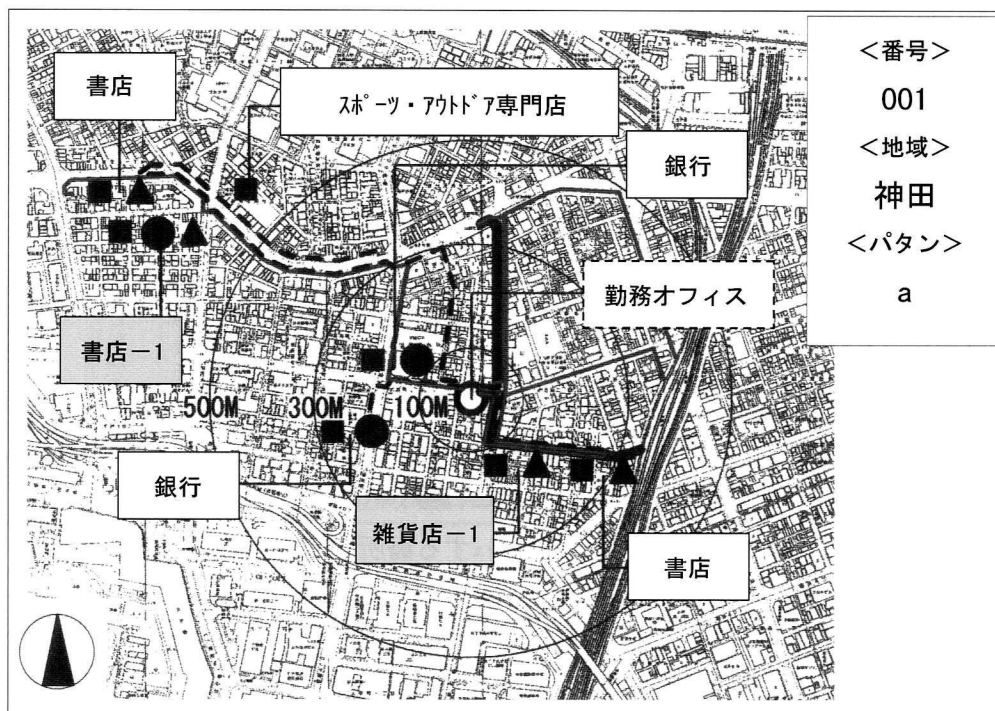 書店
スポーツ・アウトドア専門店
銀行
勤務オフィス
書店－1
500M
300M
100M
銀行
雑貨店－1
書店
<番号>
001
<地域>
神田
<パタン>
a